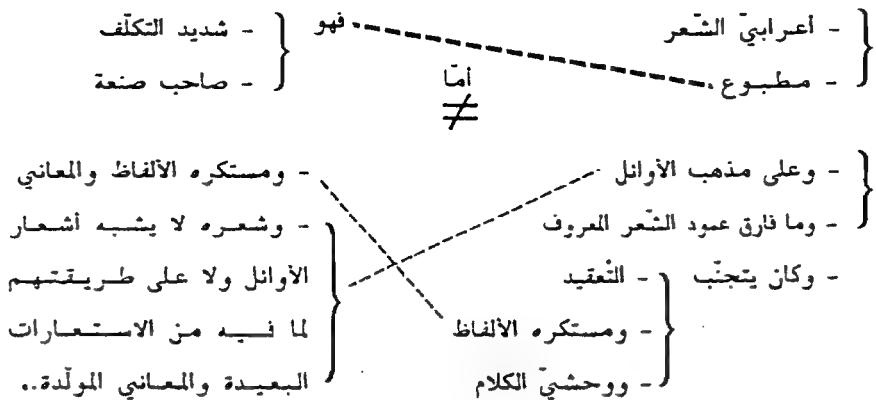 - أعرابيّ الشّعر
- مطبوع
أمّا
≠
فهو
- شديد التكلّف
- صاحب صنعة
- وعلى مذهب الأوائل
- وما فارق عمود الشّعر المعروف
- وكان يتجنّب
- التّعقيد
- ومستكره الألفاظ
- ووحشيّ الكلام
- ومستكره الألفاظ والمعاني
- وشعره لا يشبه أشعار
الأوائل ولا على طريقتهم
لما فيه من الاستعارات
البعيدة والمعاني المولّدة..